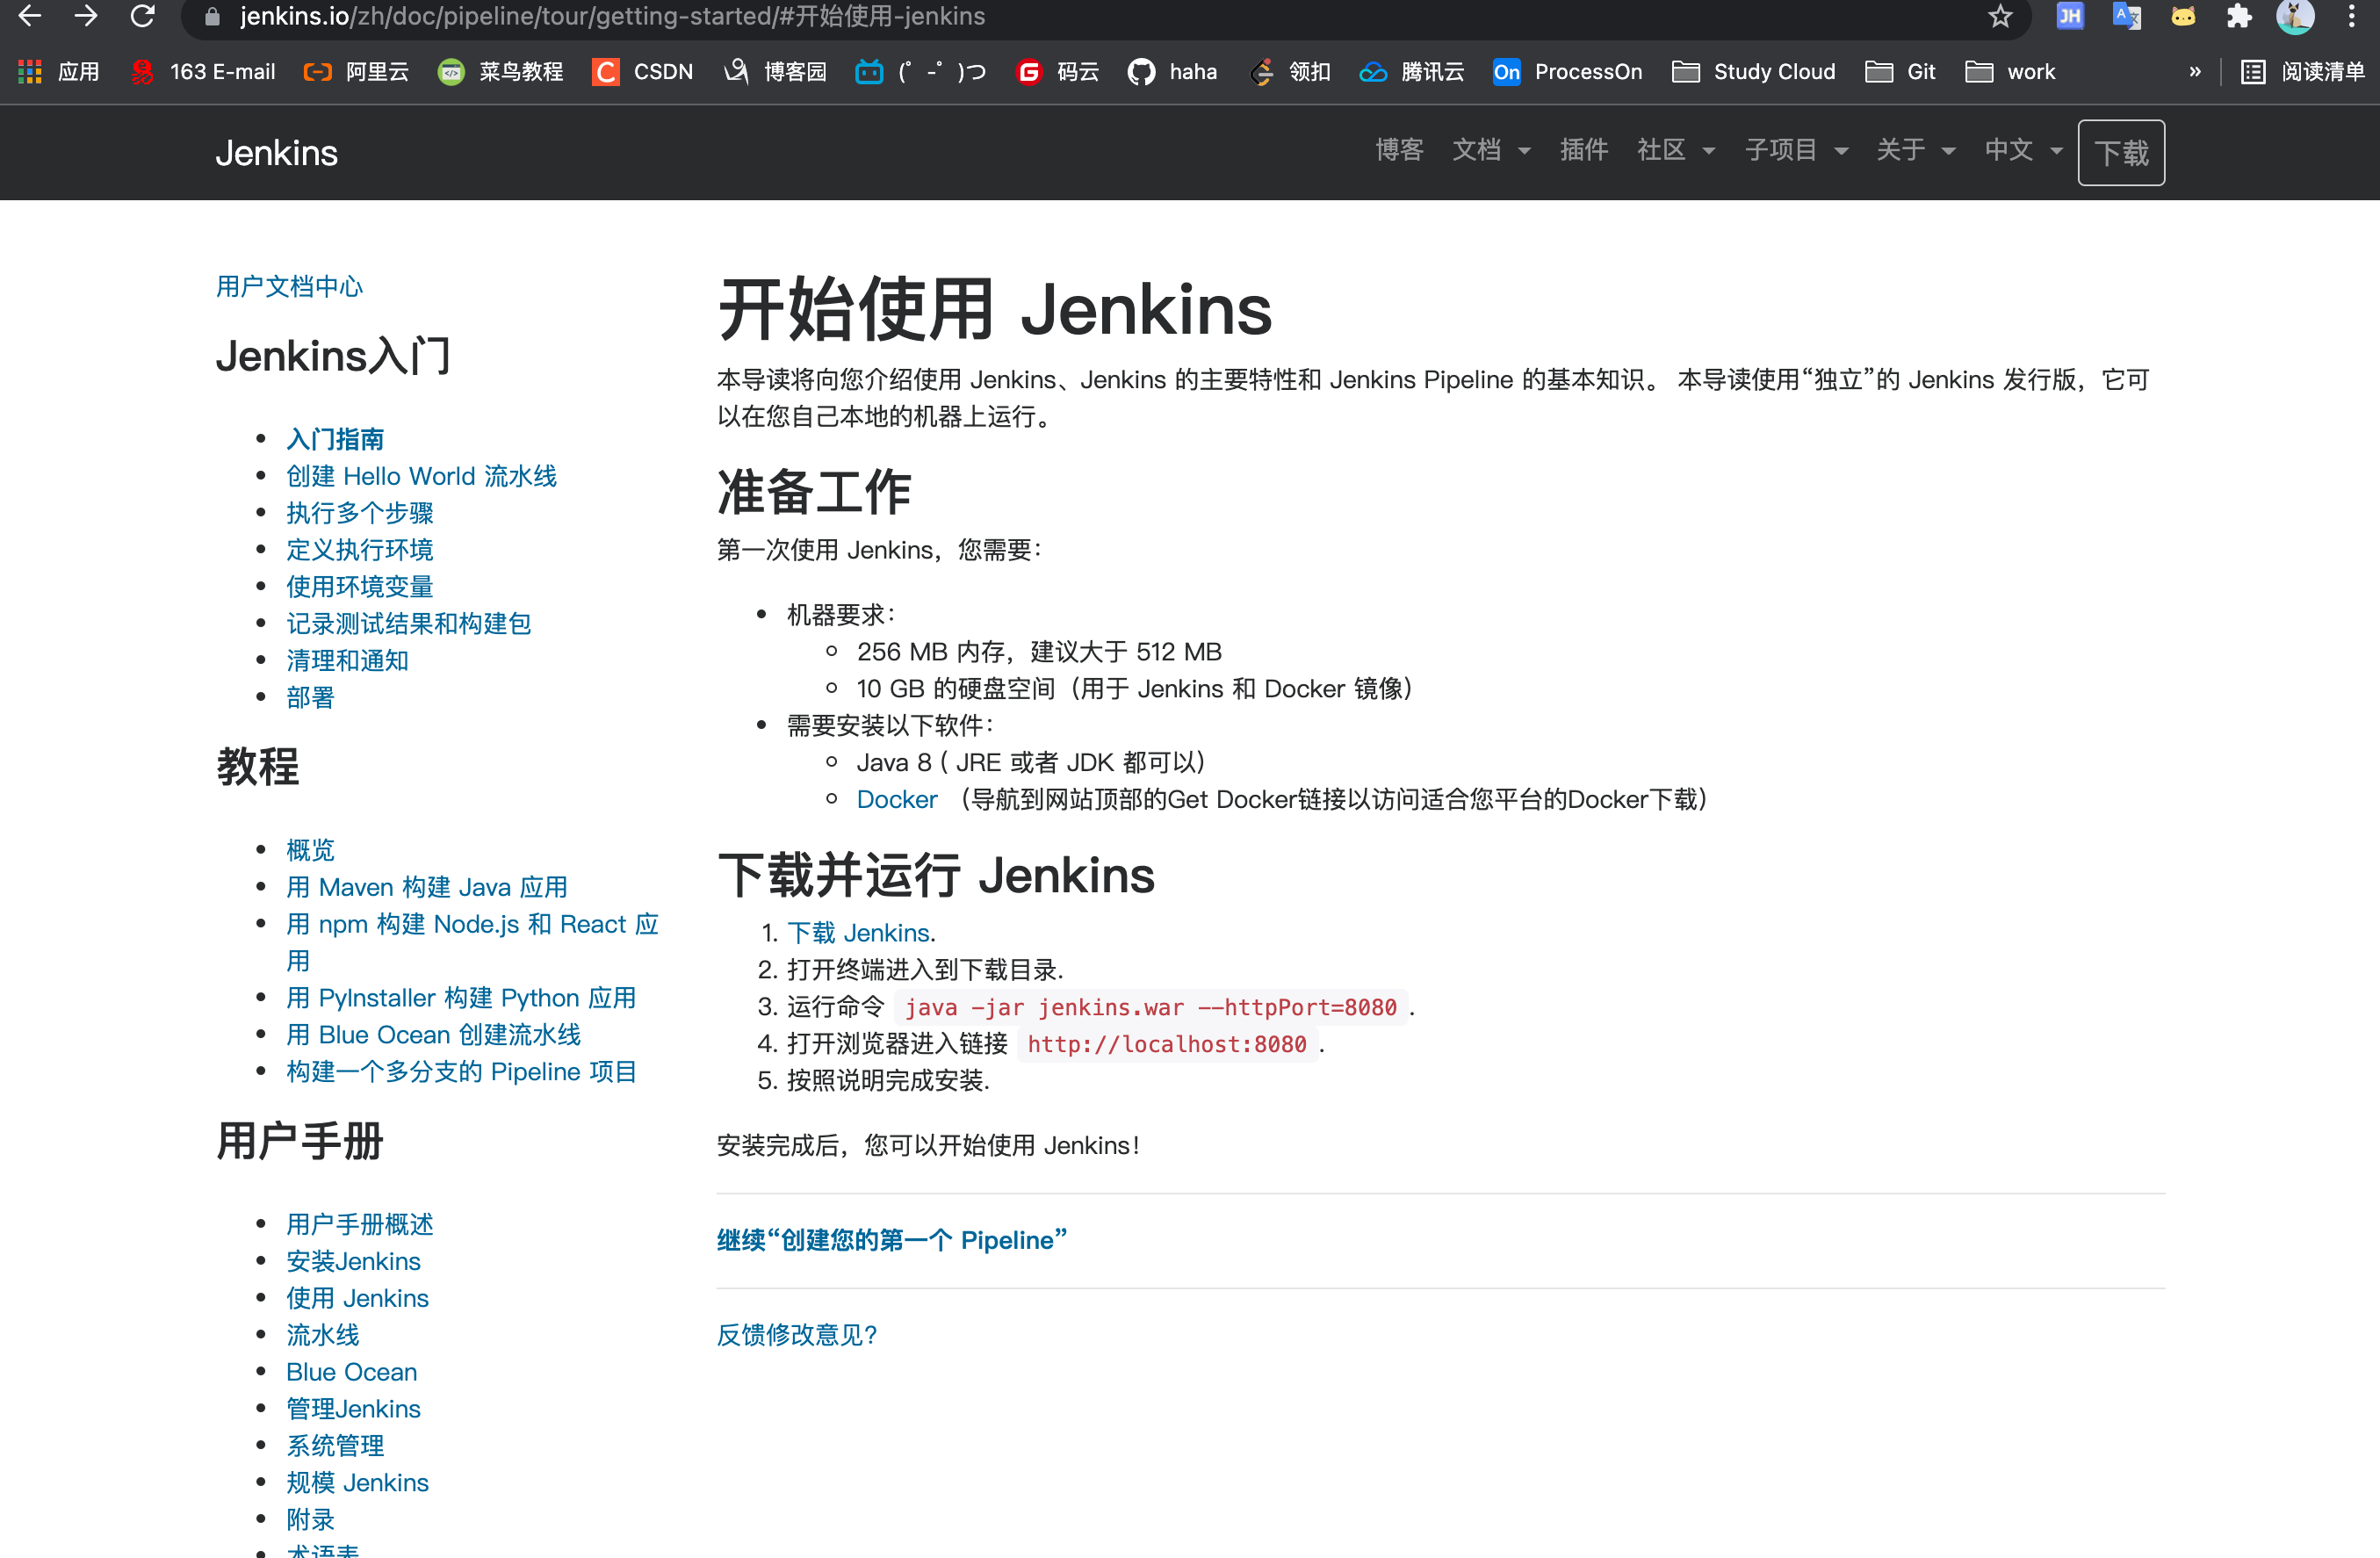 jenkins.io/zh/doc/pipeline/tour/getting-started/#开始使用-jenkins
JH
应用 163 E-mail 阿里云 菜鸟教程 CSDN 博客园 (゜-゜)つ 码云 haha 领扣 腾讯云 On ProcessOn Study Cloud Git work » 阅读清单
Jenkins 博客 文档 插件 社区 子项目 关于 中文 下载
用户文档中心
Jenkins入门
入门指南
创建 Hello World 流水线
执行多个步骤
定义执行环境
使用环境变量
记录测试结果和构建包
清理和通知
部署
教程
概览
用 Maven 构建 Java 应用
用 npm 构建 Node.js 和 React 应
用
用 PyInstaller 构建 Python 应用
用 Blue Ocean 创建流水线
构建一个多分支的 Pipeline 项目
用户手册
用户手册概述
安装Jenkins
使用 Jenkins
流水线
Blue Ocean
管理Jenkins
系统管理
规模 Jenkins
附录
术语表
开始使用 Jenkins
本导读将向您介绍使用 Jenkins、Jenkins 的主要特性和 Jenkins Pipeline 的基本知识。 本导读使用“独立”的 Jenkins 发行版，它可
以在您自己本地的机器上运行。
准备工作
第一次使用 Jenkins，您需要：
机器要求：
256 MB 内存，建议大于 512 MB
10 GB 的硬盘空间（用于 Jenkins 和 Docker 镜像）
需要安装以下软件：
Java 8 ( JRE 或者 JDK 都可以)
Docker （导航到网站顶部的Get Docker链接以访问适合您平台的Docker下载）
下载并运行 Jenkins
1. 下载 Jenkins.
2. 打开终端进入到下载目录.
3. 运行命令 java -jar jenkins.war --httpPort=8080.
4. 打开浏览器进入链接 http://localhost:8080.
5. 按照说明完成安装.
安装完成后，您可以开始使用 Jenkins！
继续“创建您的第一个 Pipeline”
反馈修改意见?